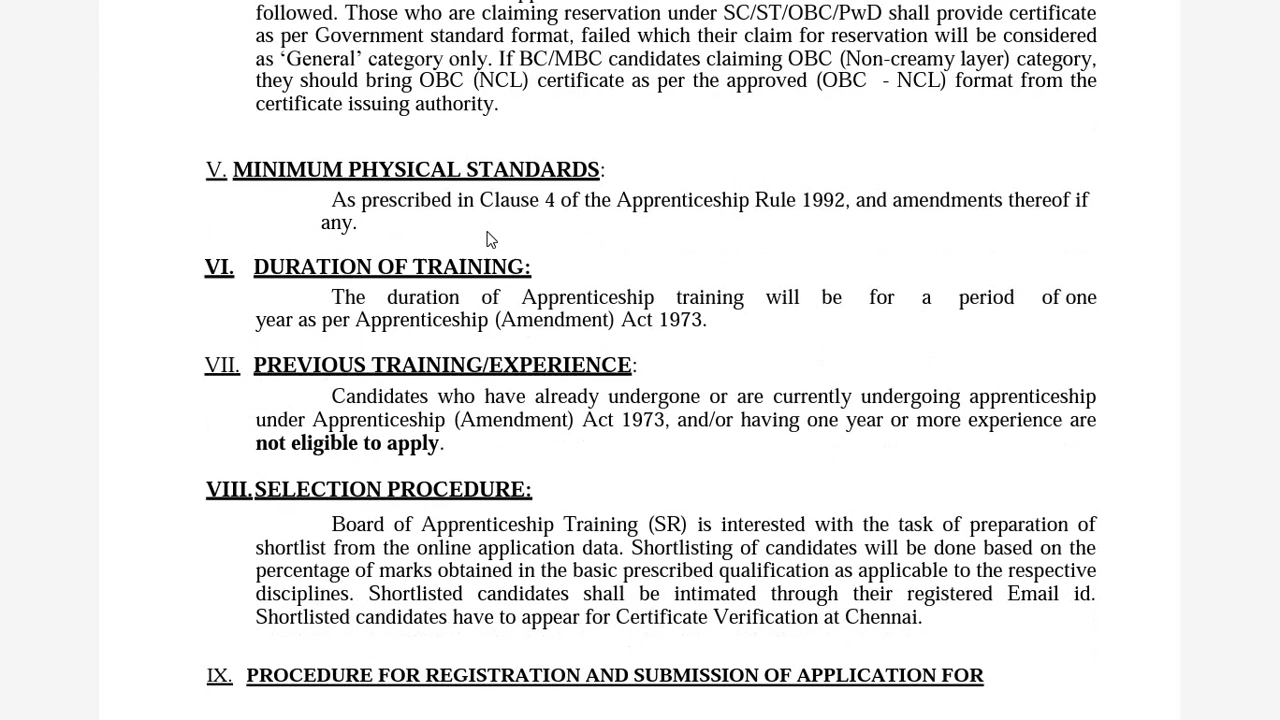 followed. Those who are claiming reservation under SC/ST/OBC/PwD shall provide certificate
as per Government standard format, failed which their claim for reservation will be considered
as ‘General’ category only. If BC/MBC candidates claiming OBC (Non-creamy layer) category,
they should bring OBC (NCL) certificate as per the approved (OBC - NCL) format from the
certificate issuing authority.
V. MINIMUM PHYSICAL STANDARDS:
As prescribed in Clause 4 of the Apprenticeship Rule 1992, and amendments thereof if
any.
VI. DURATION OF TRAINING:
The duration of Apprenticeship training will be for a period of one
year as per Apprenticeship (Amendment) Act 1973.
VII. PREVIOUS TRAINING/EXPERIENCE:
Candidates who have already undergone or are currently undergoing apprenticeship
under Apprenticeship (Amendment) Act 1973, and/or having one year or more experience are
not eligible to apply.
VIII. SELECTION PROCEDURE:
Board of Apprenticeship Training (SR) is interested with the task of preparation of
shortlist from the online application data. Shortlisting of candidates will be done based on the
percentage of marks obtained in the basic prescribed qualification as applicable to the respective
disciplines. Shortlisted candidates shall be intimated through their registered Email id.
Shortlisted candidates have to appear for Certificate Verification at Chennai.
IX. PROCEDURE FOR REGISTRATION AND SUBMISSION OF APPLICATION FOR